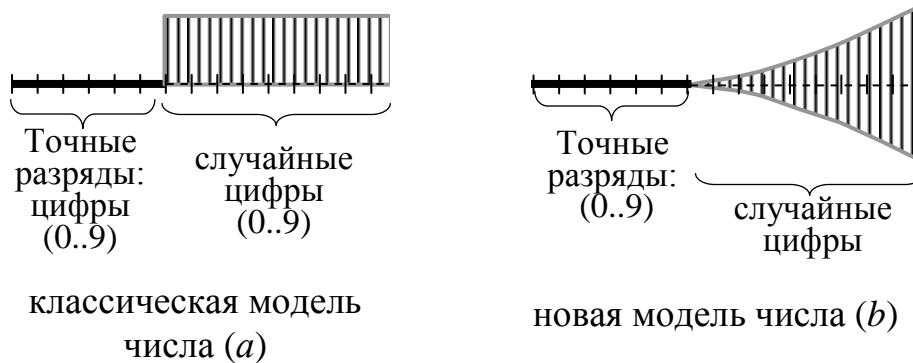 Точные
разряды:
цифры
(0..9)
случайные
цифры
(0..9)
классическая модель
числа (a)
Точные
разряды:
(0..9)
случайные
цифры
новая модель числа (b)